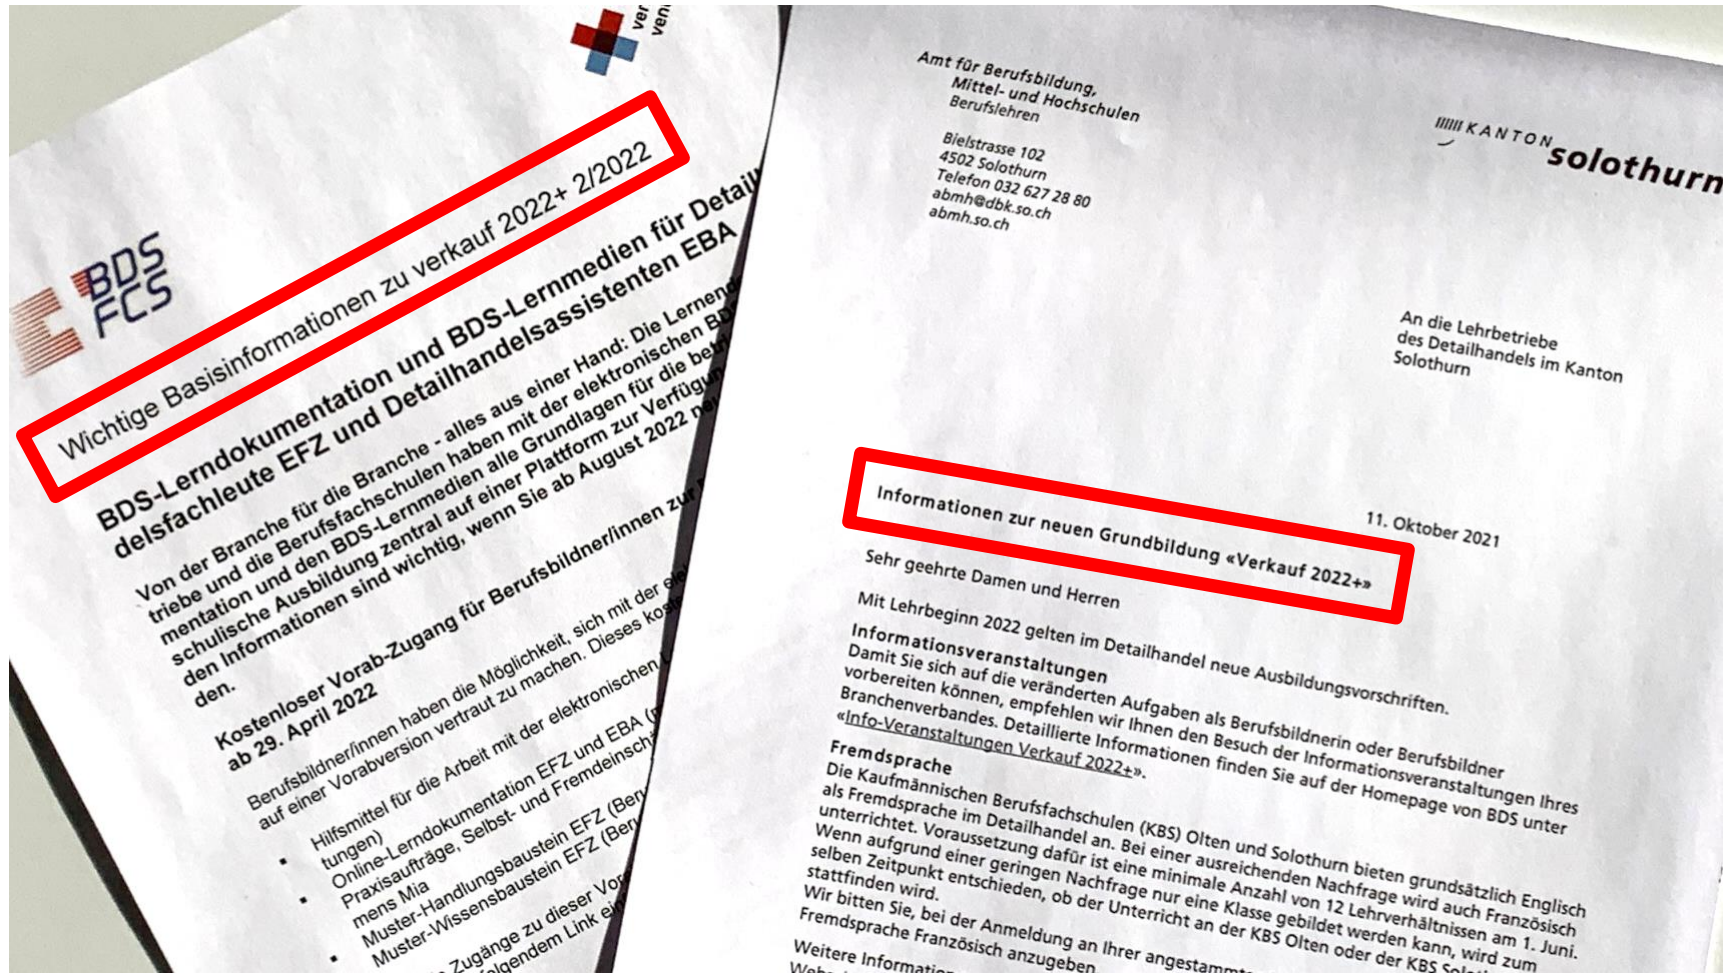 BDS
FCS
Wichtige Basisinformationen zu verkauf 2022+ 2/2022
BDS-Lerndokumentation und BDS-Lernmedien für
delsfachleute EFZ und Detailhandelsassistenten EBA
Von der Branche für die Branche - alles aus einer Hand: Die
triebe und die Berufsfachschulen haben mit der elektronischen
mentation und den BDS-Lernmedien alle Grundlagen für die
schulische Ausbildung zentral auf einer Plattform zur
den Informationen sind wichtig, wenn Sie ab August 2022
den.
Kostenloser Vorab-Zugang für Berufsbildner/innen zur
ab 29. April 2022
Berufsbildner/innen haben die Möglichkeit, sich mit der
auf einer Vorabversion vertraut zu machen. Dieses
▪ Hilfsmittel für die Arbeit mit der elektronischen
tungen)
▪ Online-Lerndokumentation EFZ und EBA
Praxisaufträge, Selbst- und
mens Mia
▪ Muster-Handlungsbaustein EFZ
Muster-Wissensbaustein EFZ
Zugänge zu dieser
folgendem Link
Amt für Berufsbildung,
Mittel- und Hochschulen
Berufslehren
Bielstrasse 102
4502 Solothurn
Telefon 032 627 28 80
abmh@dbk.so.ch
abmh.so.ch
KANTON solothurn
An die Lehrbetriebe
des Detailhandels im Kanton
Solothurn
11. Oktober 2021
Informationen zur neuen Grundbildung «Verkauf 2022+»
Sehr geehrte Damen und Herren
Mit Lehrbeginn 2022 gelten im Detailhandel neue Ausbildungsvorschriften.
Informationsveranstaltungen
Damit Sie sich auf die veränderten Aufgaben als Berufsbildnerin oder Berufsbildner
vorbereiten können, empfehlen wir Ihnen den Besuch der Informationsveranstaltungen Ihres
Branchenverbandes. Detaillierte Informationen finden Sie auf der Homepage von BDS unter
«Info-Veranstaltungen Verkauf 2022+».
Fremdsprache
Die Kaufmännischen Berufsfachschulen (KBS) Olten und Solothurn bieten grundsätzlich Englisch
als Fremdsprache im Detailhandel an. Bei einer ausreichenden Nachfrage wird auch Französisch
unterrichtet. Voraussetzung dafür ist eine minimale Anzahl von 12 Lehrverhältnissen am 1. Juni.
Wenn aufgrund einer geringen Nachfrage nur eine Klasse gebildet werden kann, wird zum
selben Zeitpunkt entschieden, ob der Unterricht an der KBS Olten oder der KBS
stattfinden wird.
Wir bitten Sie, bei der Anmeldung an Ihrer
Fremdsprache Französisch anzugeben
Weitere